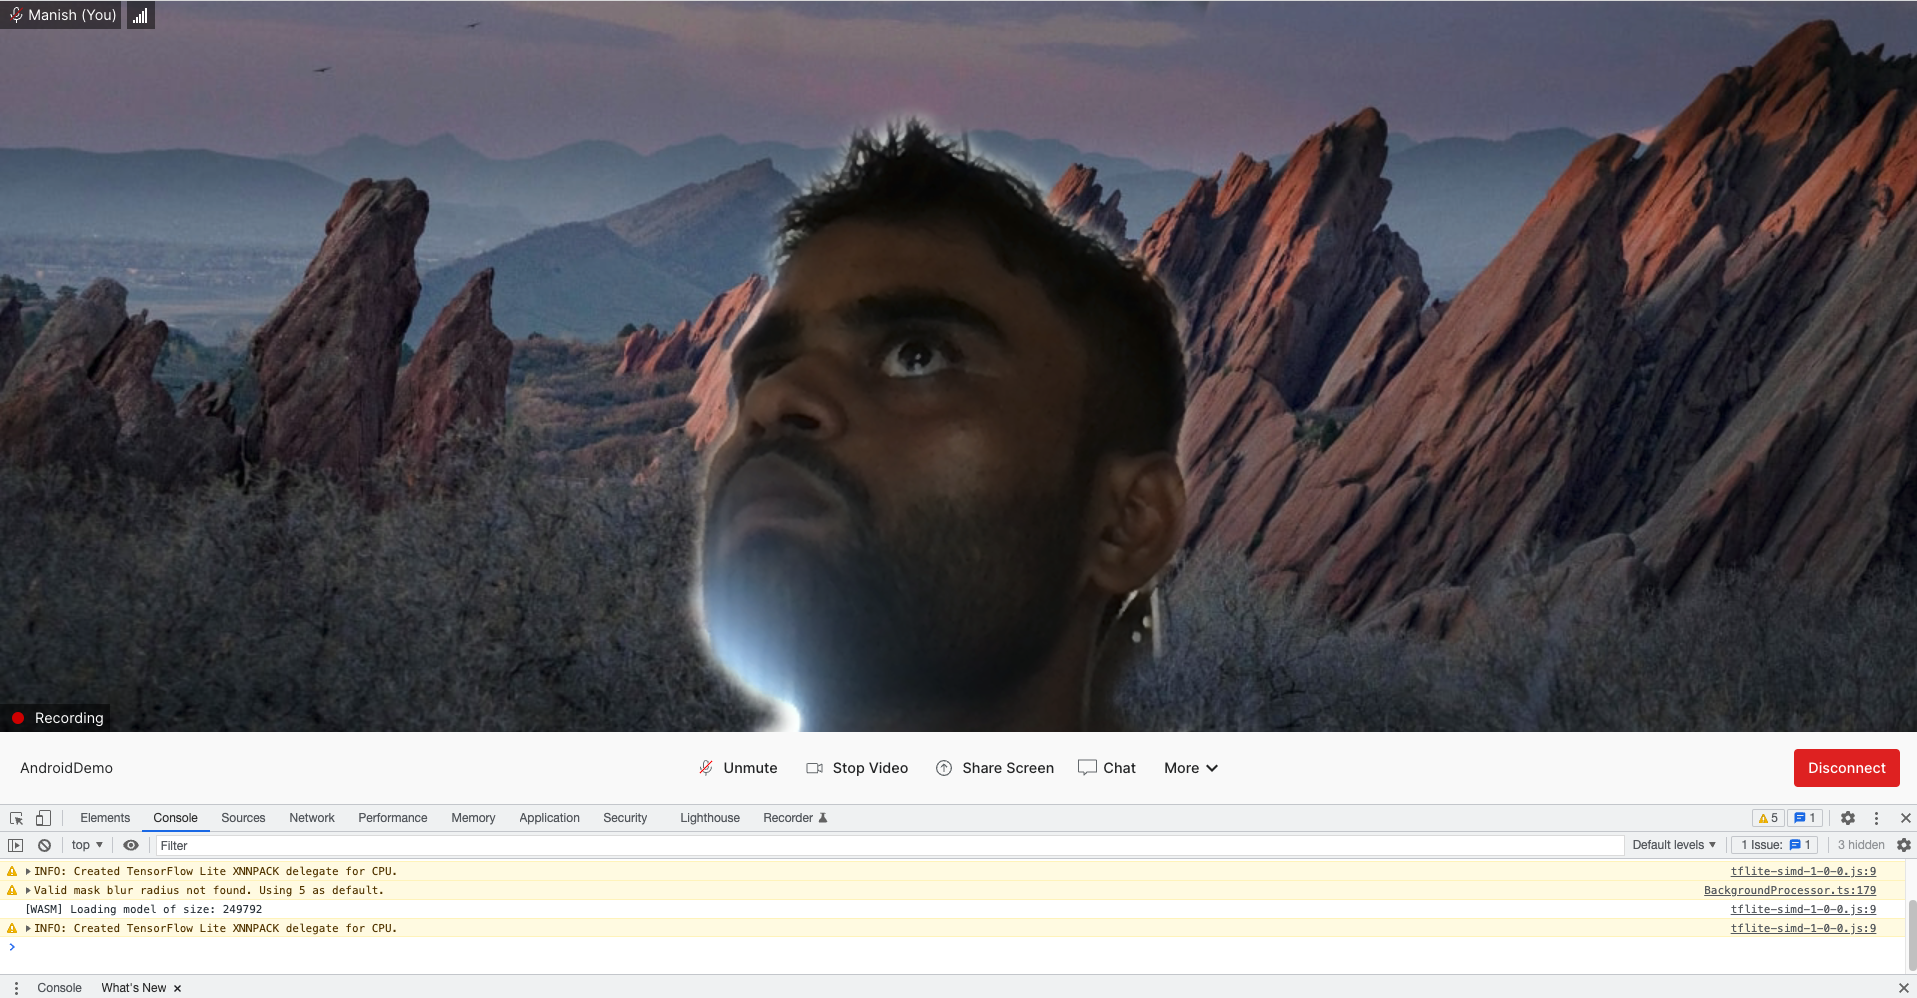 Manish (You)
Recording
AndroidDemo
Unmute
Stop Video
Share Screen
Chat
More
Disconnect
Elements Console Sources Network Performance Memory Application Security Lighthouse Recorder 5 1
top Filter Default levels 1 Issue: 1 3 hidden
INFO: Created TensorFlow Lite XNNPACK delegate for CPU. tflite-simd-1-0-0.js:9
Valid mask blur radius not found. Using 5 as default. BackgroundProcessor.ts:179
[WASM] Loading model of size: 249792 tflite-simd-1-0-0.js:9
INFO: Created TensorFlow Lite XNNPACK delegate for CPU. tflite-simd-1-0-0.js:9
Console What's New